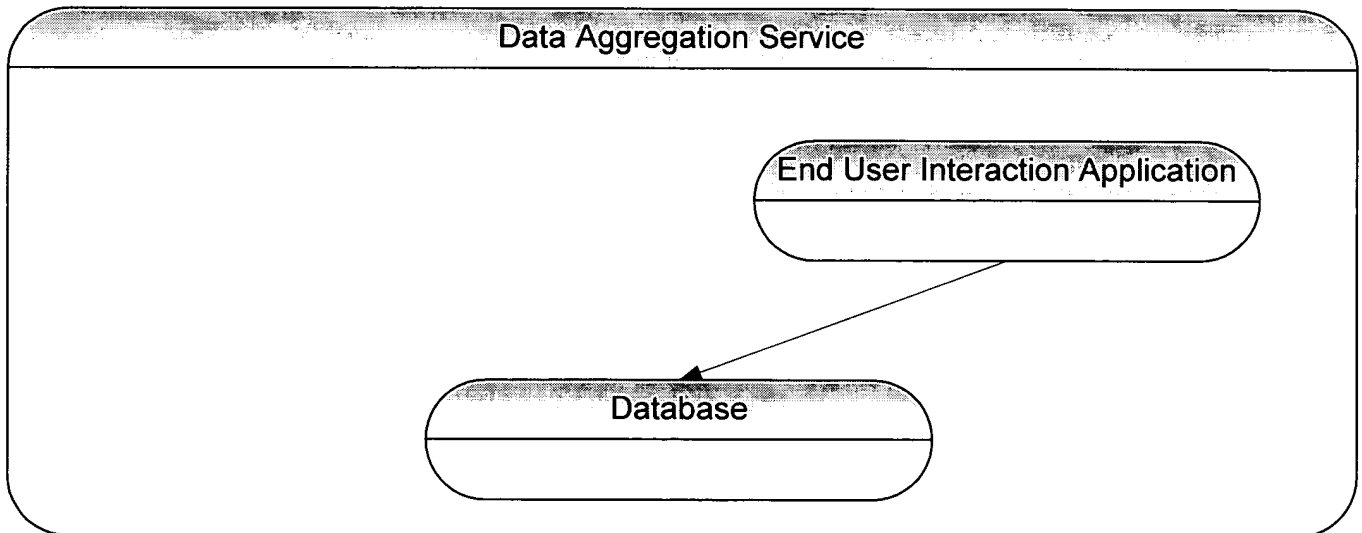 Data Aggregation Service
End User Interaction Application
Database